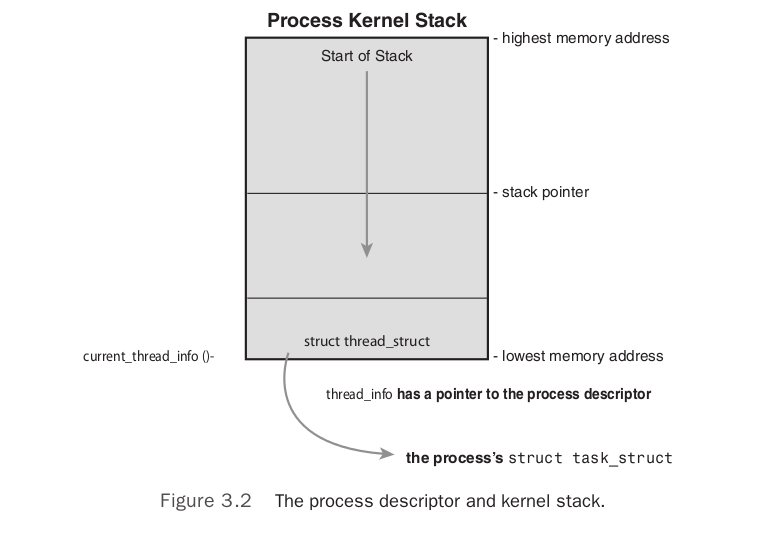 Process Kernel Stack
- highest memory address
Start of Stack
- stack pointer
struct thread_struct
current_thread_info ()-
- lowest memory address
thread_info has a pointer to the process descriptor
the process's struct task_struct
Figure 3.2 The process descriptor and kernel stack.